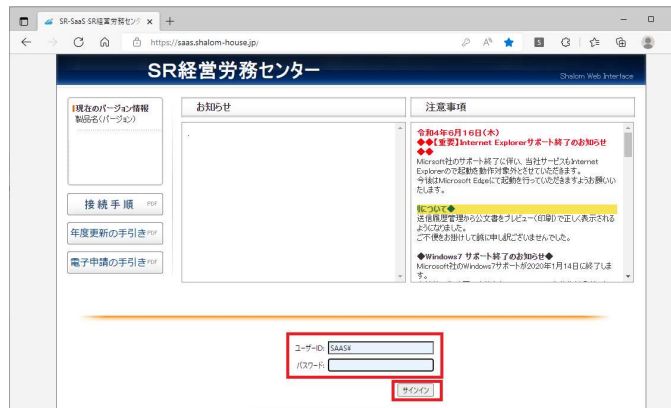 SR-SaaS SR経営労務センタ
https://saas.shalom-house.jp/
SR経営労務センター
Shalom Web Interface
現在のバージョン情報
製品名(バージョン)
接続手順 PDF
年度更新の手引き PDF
電子申請の手引き PDF
お知らせ
.
注意事項
令和4年6月16日(木)
◆◆【重要】Internet Explorerサポート終了のお知らせ
◆◆
Microsoft社のサポート終了に伴い、当社サービスもInternet
Explorerので起動を動作対象外とさせていただきます。
今後はMicrosoft Edgeにて起動を行っていただきますようお願いい
たします。
について◆
送信履歴管理から公文書をプレビュー(印刷)で正しく表示される
ようになりました。
ご不便をお掛けして誠に申し訳ございませんでした。
◆Windows7 サポート終了のお知らせ◆
Microsoft社のWindows7サポートが2020年1月14日に終了しま
す。
ユーザーID: SAAS¥
パスワード:
サインイン